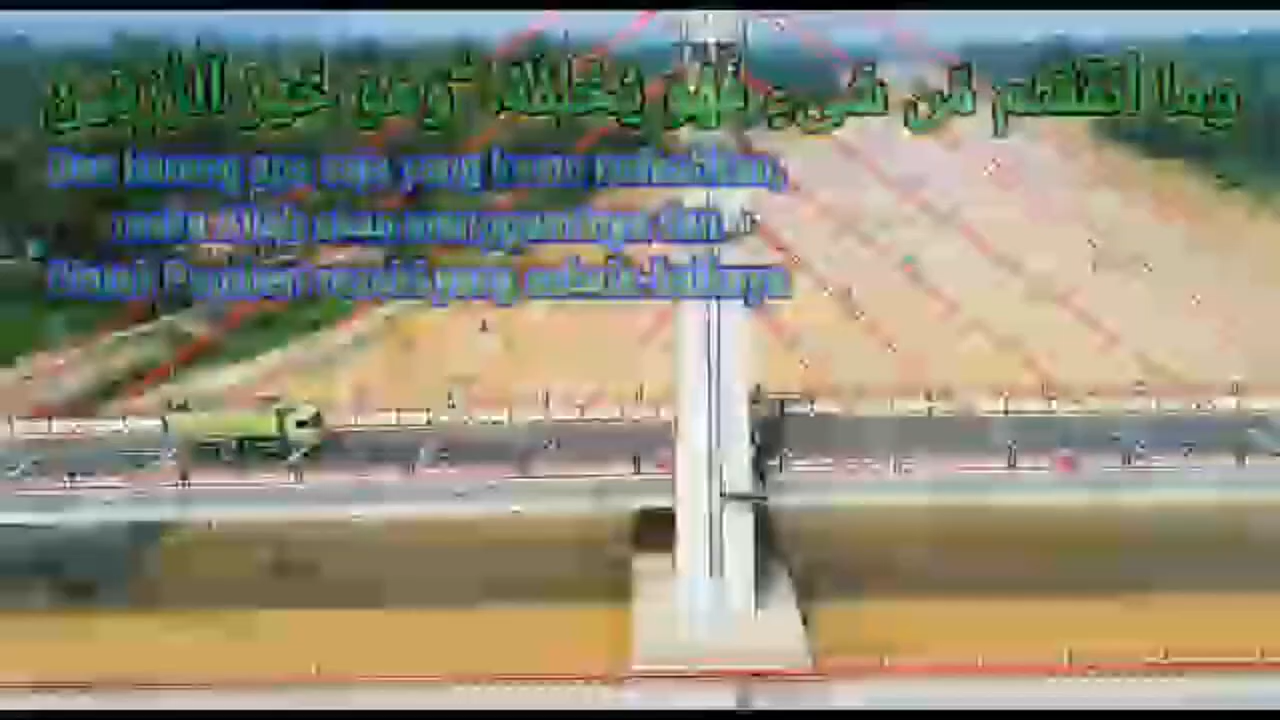 وما أنفقتم من شيء فهو يخلفه وهو خير الرازقين
Dan barang apa saja yang kamu nafkahkan,
maka Allah akan menggantinya dan
Dialah Pemberi rezeki yang sebaik-baiknya